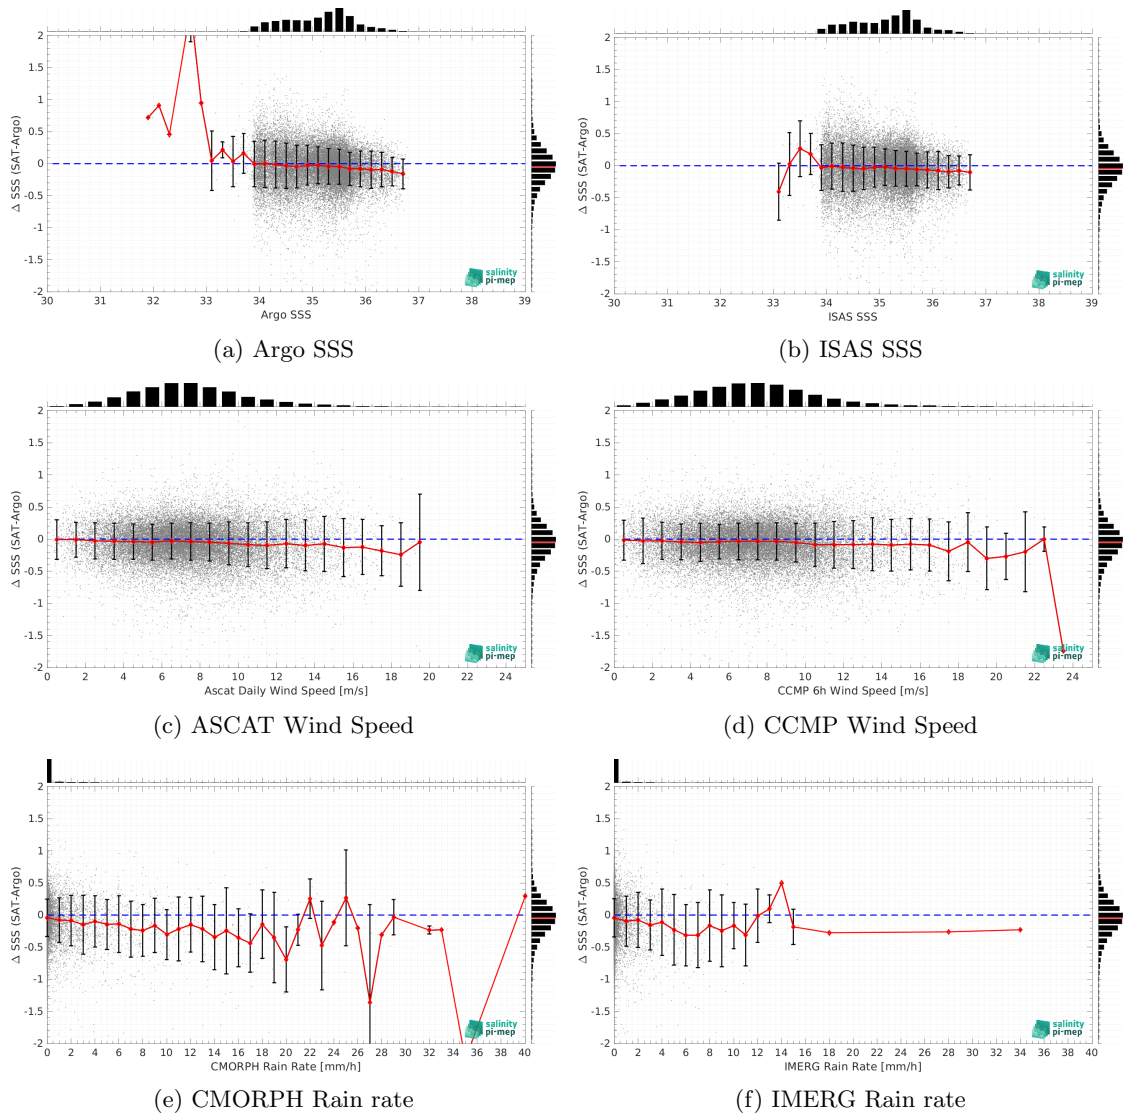 2
1.5
1
0.5
0
-0.5
-1
-1.5
-2
Δ SSS (SAT-Argo)
30 31 32 33 34 35 36 37 38 39
Argo SSS
salinity
pi-mep
(a) Argo SSS
2
1.5
1
0.5
0
-0.5
-1
-1.5
-2
Δ SSS (SAT-Argo)
30 31 32 33 34 35 36 37 38 39
ISAS SSS
salinity
pi-mep
(b) ISAS SSS
2
1.5
1
0.5
0
-0.5
-1
-1.5
-2
Δ SSS (SAT-Argo)
0 2 4 6 8 10 12 14 16 18 20 22 24
Ascat Daily Wind Speed [m/s]
salinity
pi-mep
(c) ASCAT Wind Speed
2
1.5
1
0.5
0
-0.5
-1
-1.5
-2
Δ SSS (SAT-Argo)
0 2 4 6 8 10 12 14 16 18 20 22 24
CCMP 6h Wind Speed [m/s]
salinity
pi-mep
(d) CCMP Wind Speed
2
1.5
1
0.5
0
-0.5
-1
-1.5
-2
Δ SSS (SAT-Argo)
0 2 4 6 8 10 12 14 16 18 20 22 24 26 28 30 32 34 36 38 40
CMORPH Rain Rate [mm/h]
salinity
pi-mep
(e) CMORPH Rain rate
2
1.5
1
0.5
0
-0.5
-1
-1.5
-2
Δ SSS (SAT-Argo)
0 2 4 6 8 10 12 14 16 18 20 22 24 26 28 30 32 34 36 38 40
IMERG Rain Rate [mm/h]
salinity
pi-mep
(f) IMERG Rain rate